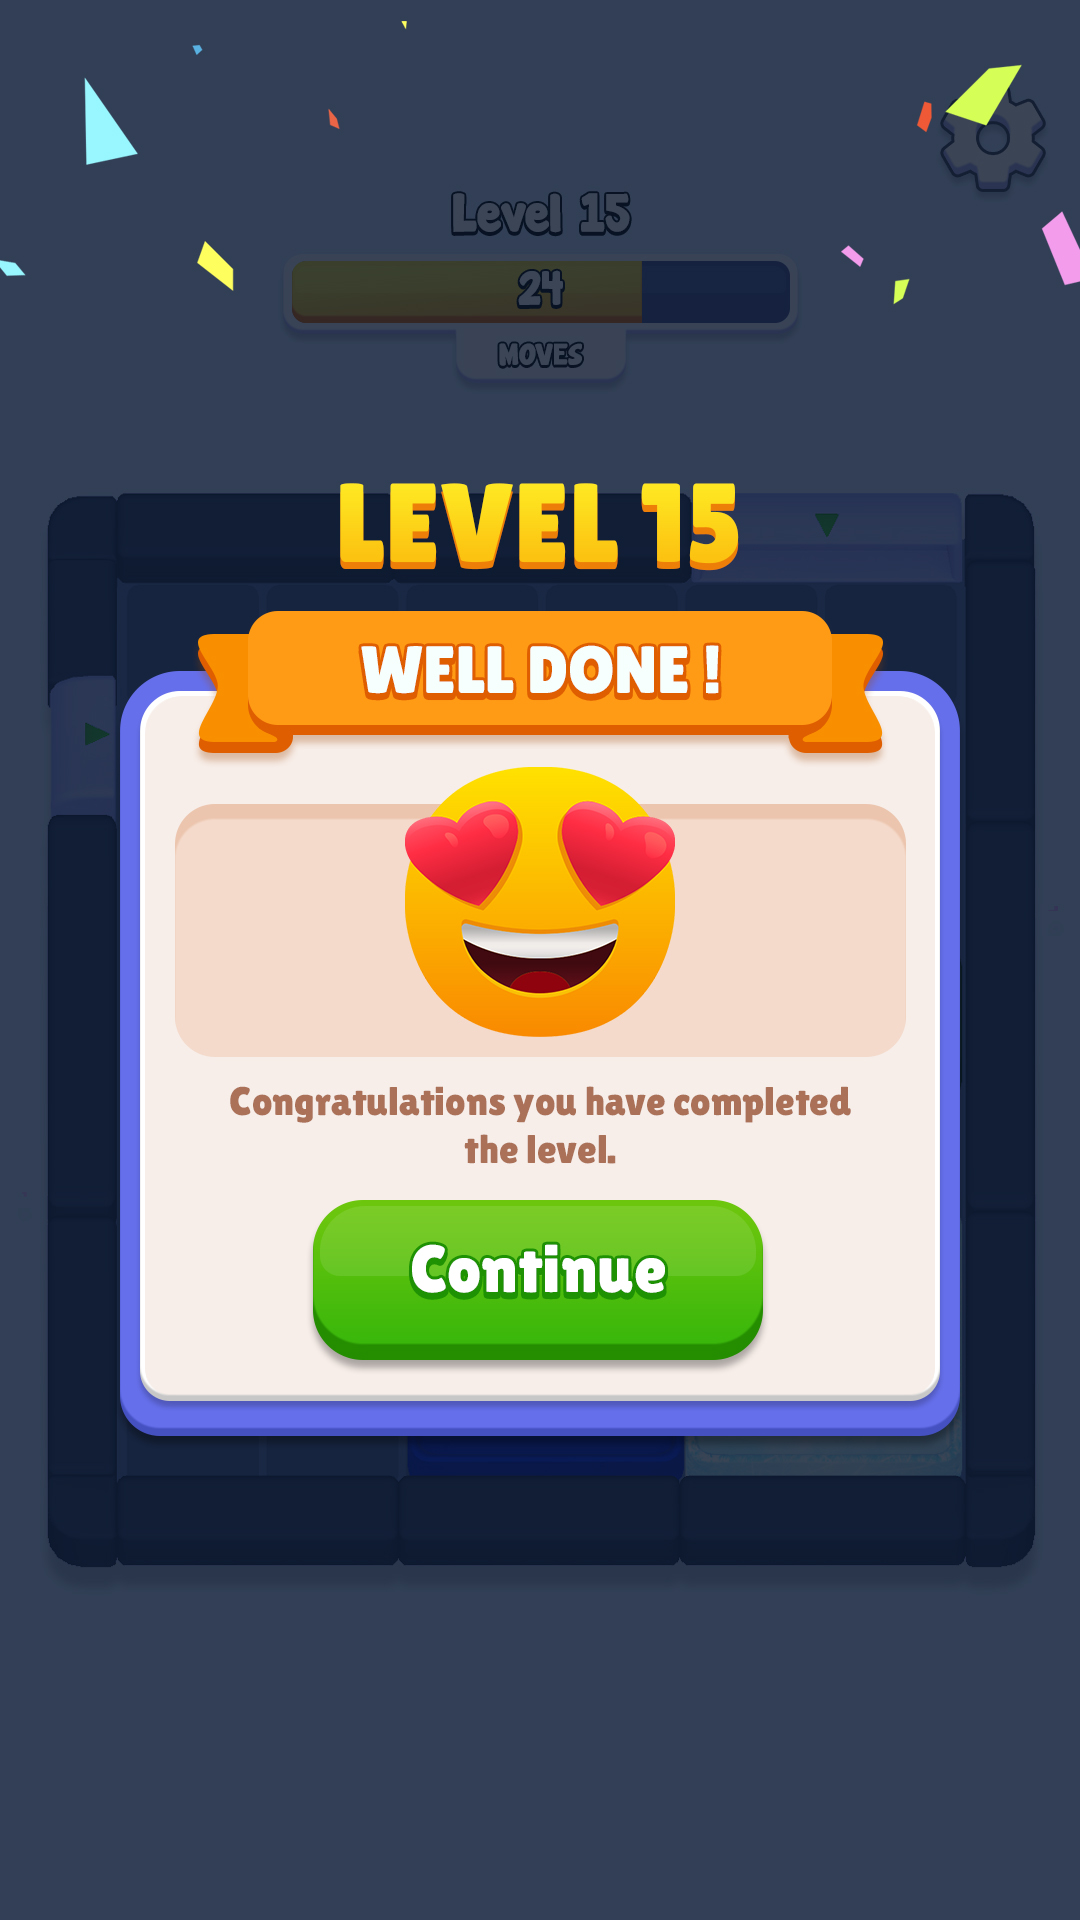 Level 15
24
MOVES
LEVEL 15
WELL DONE !
Congratulations you have completed
the level.
Continue